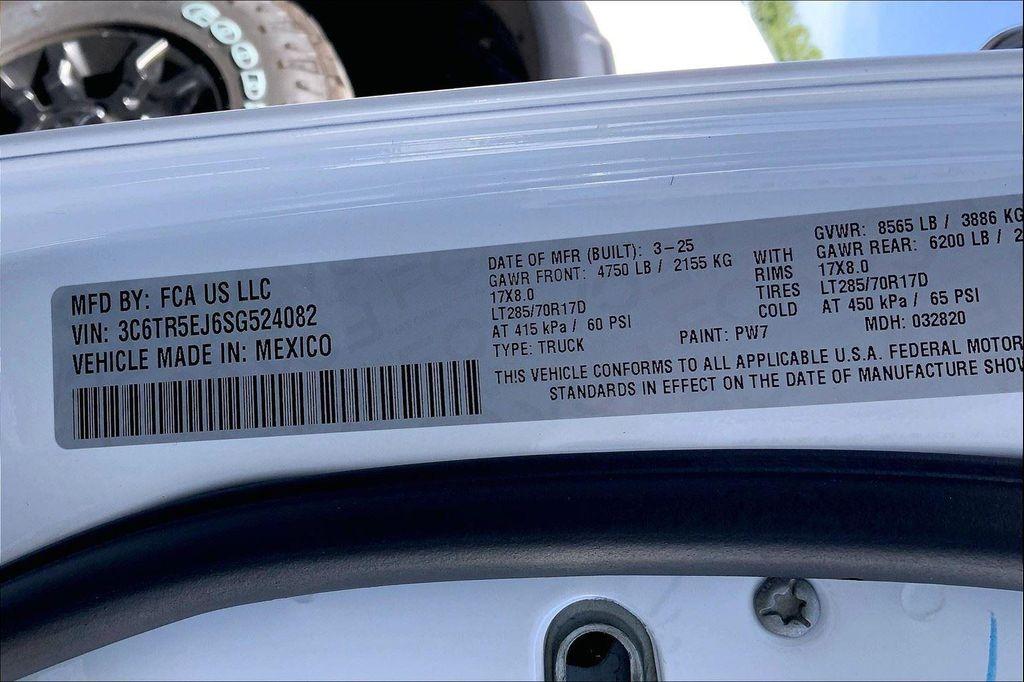 GOOD
MFD BY: FCA US LLC
VIN: 3C6TR5EJ6SG524082
VEHICLE MADE IN: MEXICO
DATE OF MFR (BUILT): 3-25
GAWR FRONT: 4750 LB / 2155 KG
17X8.0
LT285/70R17D
AT 415 kPa / 60 PSI
TYPE: TRUCK
WITH
RIMS
TIRES
COLD
PAINT: PW7
GVWR: 8565 LB / 3886 KG
GAWR REAR: 6200 LB / 2
17X8.0
LT285/70R17D
AT 450 kPa / 65 PSI
MDH: 032820
THIS VEHICLE CONFORMS TO ALL APPLICABLE U.S.A. FEDERAL MOTOR
STANDARDS IN EFFECT ON THE DATE OF MANUFACTURE SHOW